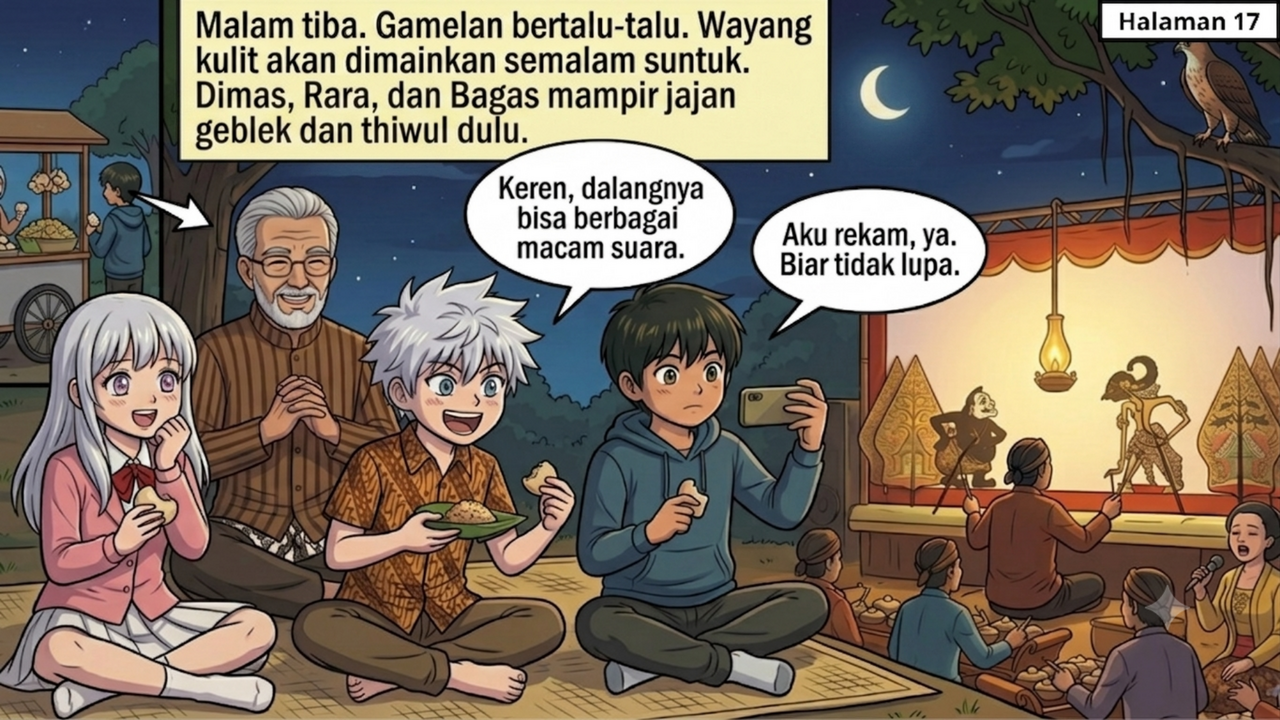 Halaman 17
Malam tiba. Gamelan bertalu-talu. Wayang
kulit akan dimainkan semalam suntuk.
Dimas, Rara, dan Bagas mampir jajan
geblek dan thiwul dulu.
Keren, dalangnya
bisa berbagai
macam suara.
Aku rekam, ya.
Biar tidak lupa.